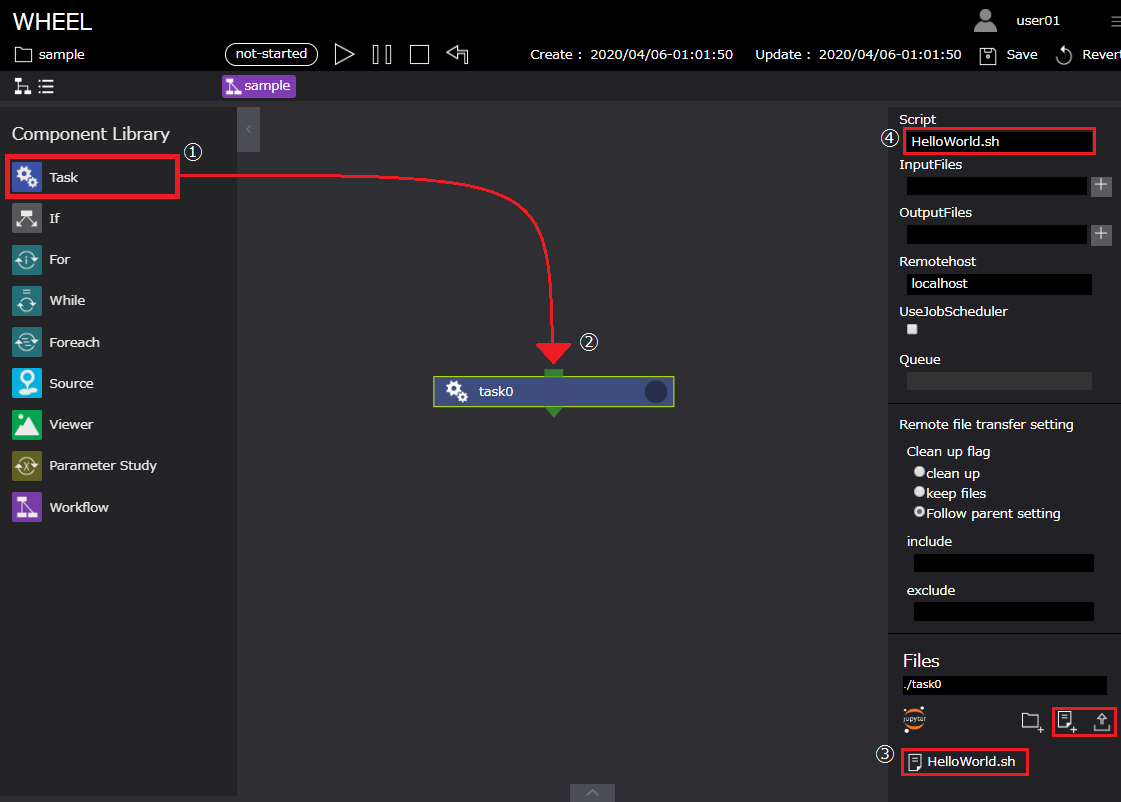 WHEEL
user01
sample
not-started
Create : 2020/04/06-01:01:50
Update : 2020/04/06-01:01:50
Save
Revert
sample
Component Library
①
Task
If
For
While
Foreach
Source
Viewer
Parameter Study
Workflow
②
task0
Script
④
HelloWorld.sh
InputFiles
+
OutputFiles
+
Remotehost
localhost
UseJobScheduler
Queue
Remote file transfer setting
Clean up flag
clean up
keep files
Follow parent setting
include
exclude
Files
./task0
jupyter
③
HelloWorld.sh